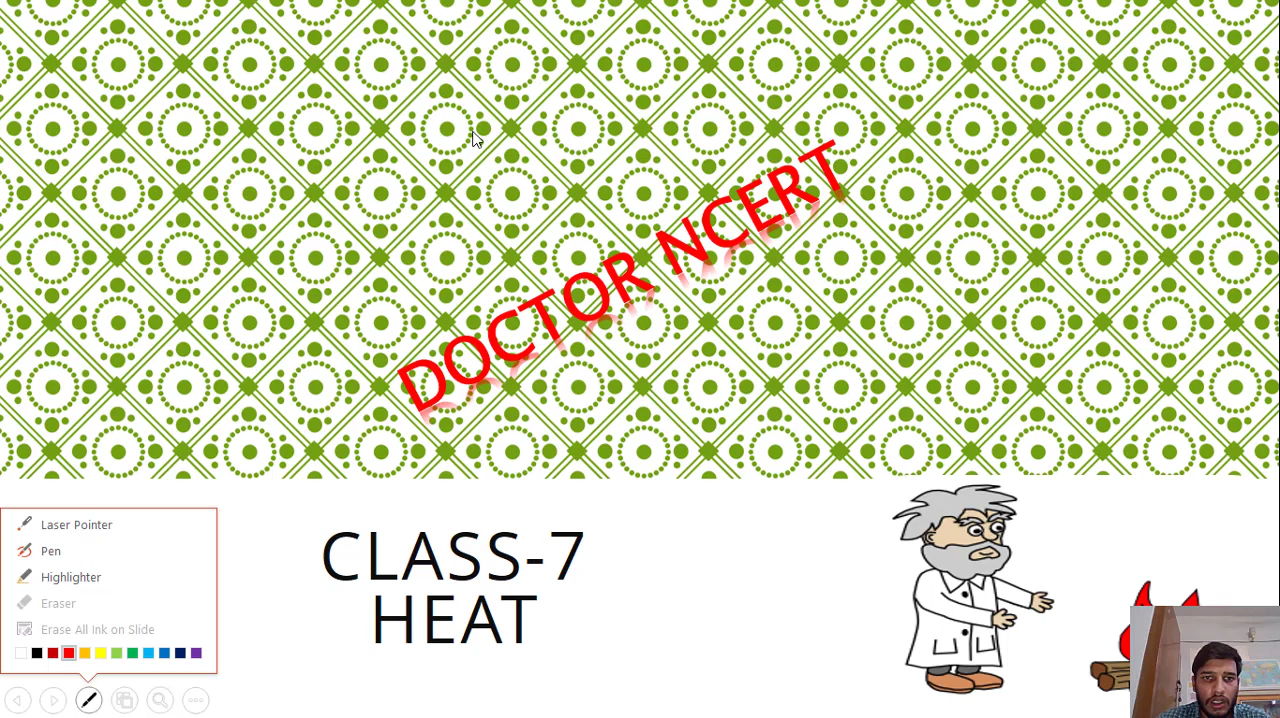 DOCTOR NCERT
CLASS-7
HEAT
Laser Pointer
Pen
Highlighter
Eraser
Erase All Ink on Slide